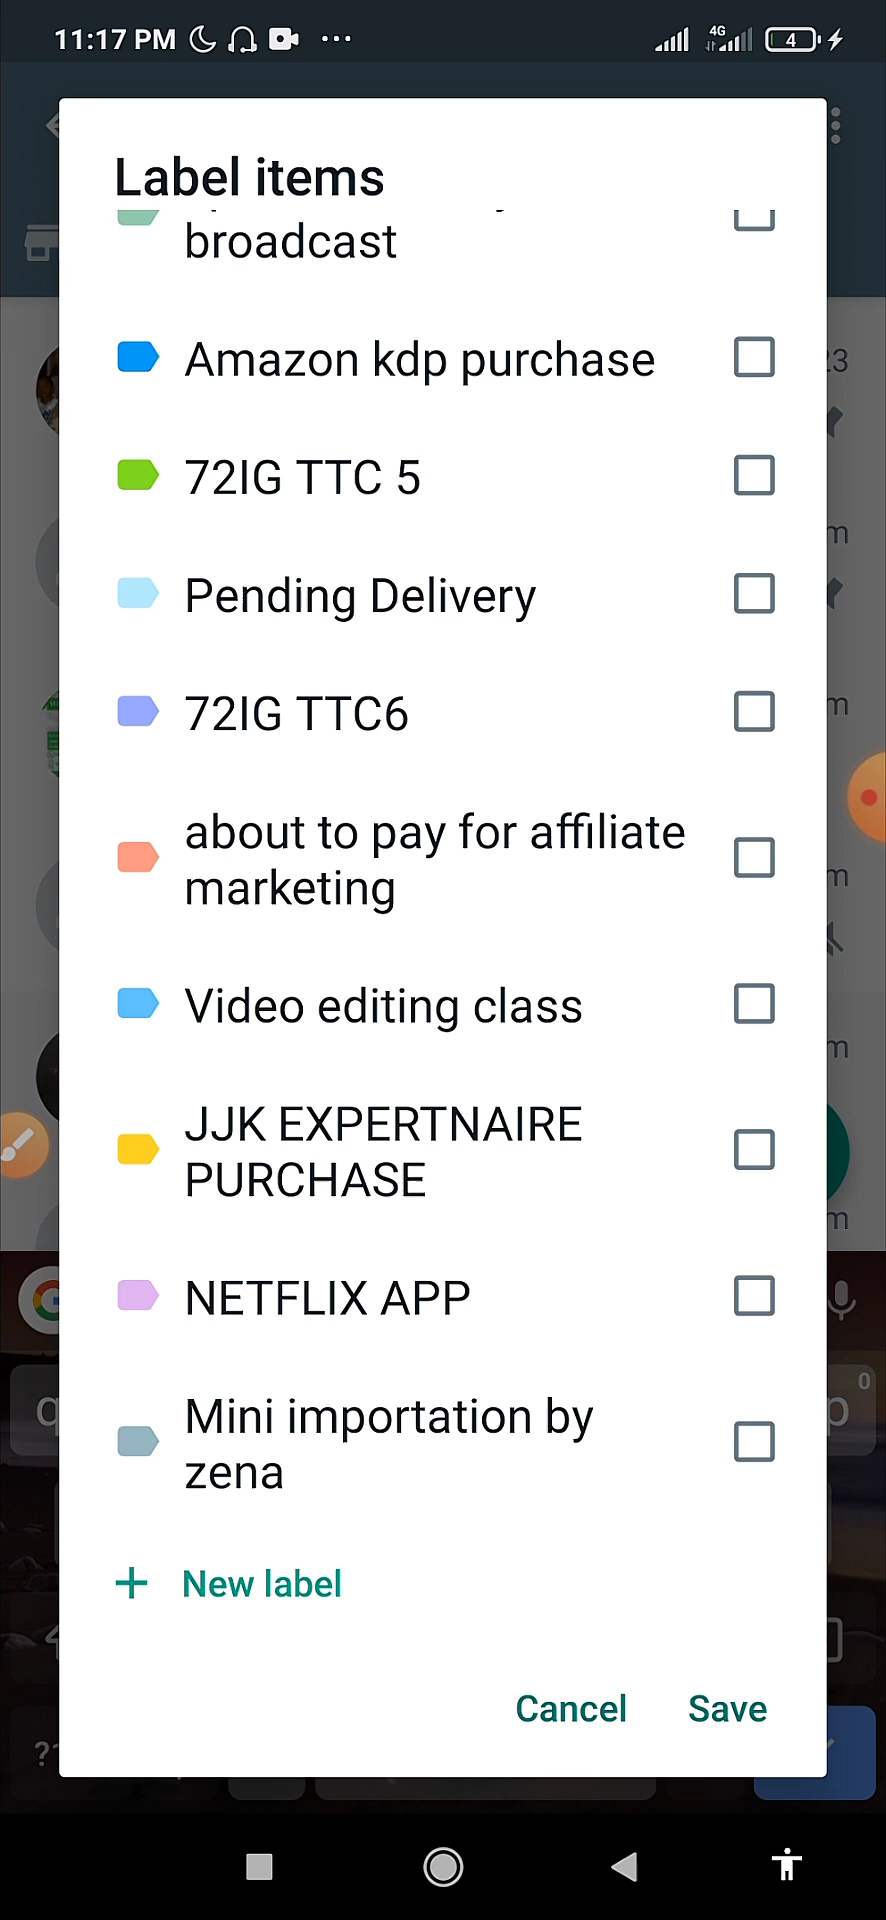 11:17 PM
4G
4
Label items
broadcast
23
Amazon kdp purchase
72IG TTC 5
m
Pending Delivery
72IG TTC6
m
about to pay for affiliate
marketing
m
Video editing class
m
JJK EXPERTNAIRE
PURCHASE
m
NETFLIX APP
0
q
p
Mini importation by
zena
+ New label
Cancel
Save